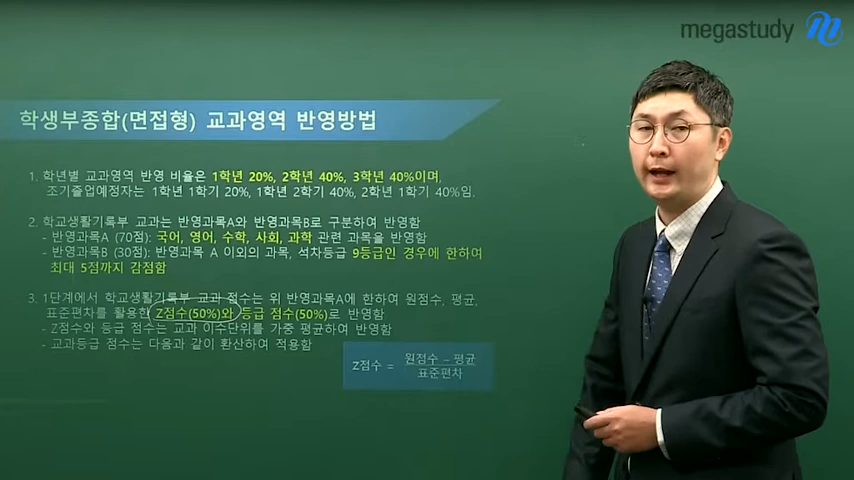 megastudy
학생부종합(면접형) 교과영역 반영방법
1. 학년별 교과영역 반영 비율은 1학년 20%, 2학년 40%, 3학년 40%이며,
조기졸업예정자는 1학년 1학기 20%, 1학년 2학기 40%, 2학년 1학기 40%임.
2. 학교생활기록부 교과는 반영과목A와 반영과목B로 구분하여 반영함
- 반영과목A (70점): 국어, 영어, 수학, 사회, 과학 관련 과목을 반영함
- 반영과목B (30점): 반영과목 A 이외의 과목, 석차등급 9등급인 경우에 한하여
최대 5점까지 감점함
3. 1단계에서 학교생활기록부 교과 점수는 위 반영과목A에 한하여 원점수, 평균,
표준편차를 활용한 Z점수(50%)와 등급 점수(50%)로 반영함
- Z점수와 등급 점수는 교과 이수단위를 가중 평균하여 반영함
- 교과등급 점수는 다음과 같이 환산하여 적용함
Z점수 = 원점수 − 평균
표준편차